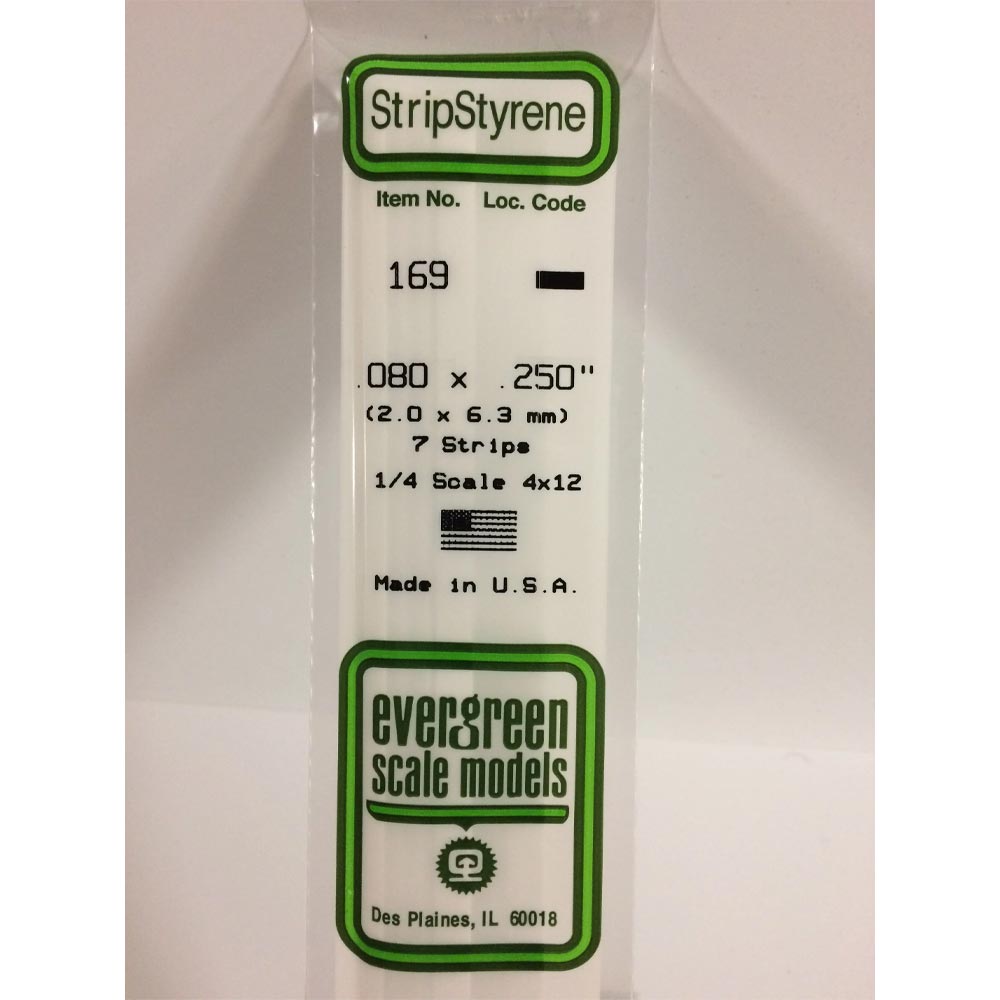 StripStyrene
Item No. Loc. Code
169
.080 x .250"
(2.0 x 6.3 mm)
7 Strips
1/4 Scale 4x12
Made in U.S.A.
evergreen
scale models
Des Plaines, IL 60018